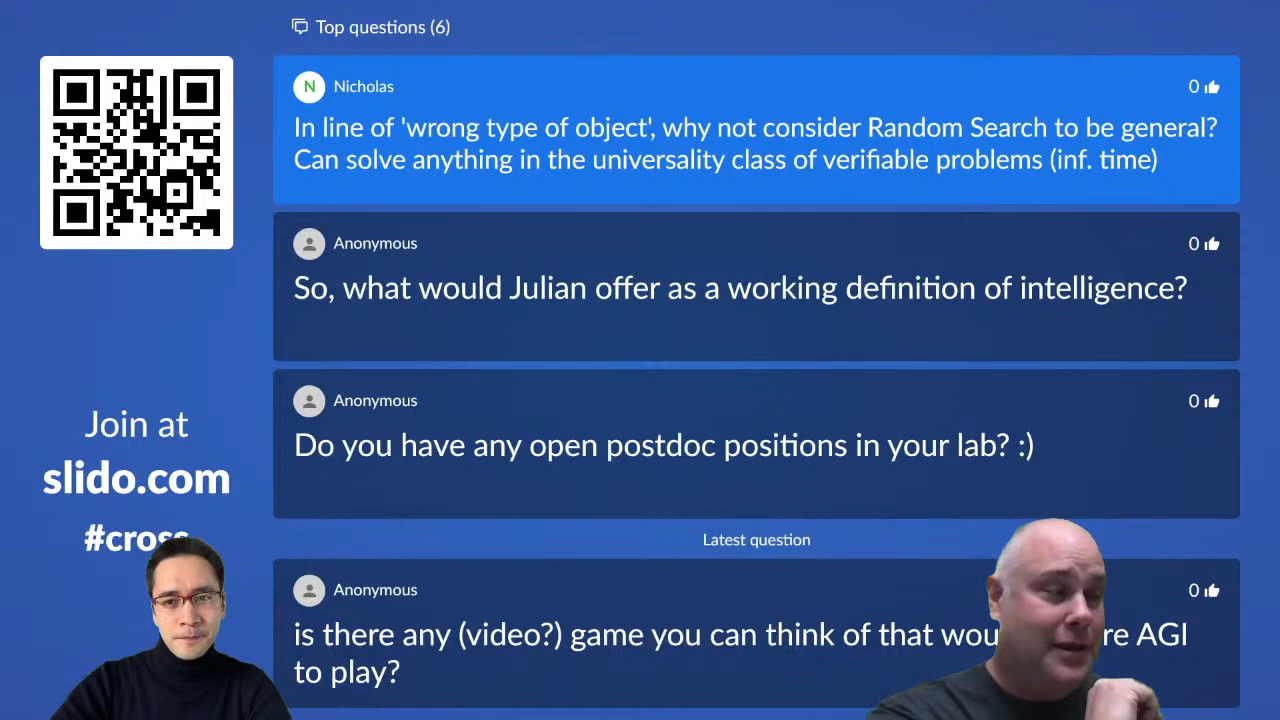 Top questions (6)
N
Nicholas
0
In line of 'wrong type of object', why not consider Random Search to be general?
Can solve anything in the universality class of verifiable problems (inf. time)
Anonymous
0
So, what would Julian offer as a working definition of intelligence?
Anonymous
0
Do you have any open postdoc positions in your lab? :)
Join at
slido.com
#cross
Latest question
Anonymous
0
is there any (video?) game you can think of that AGI
to play?